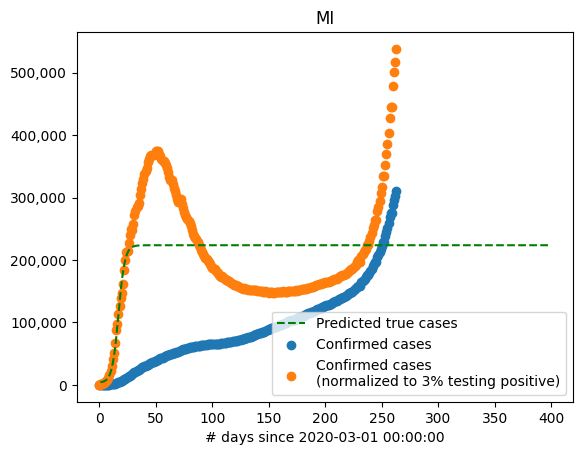 MI
500,000
400,000
300,000
200,000
100,000
0
Predicted true cases
Confirmed cases
Confirmed cases
(normalized to 3% testing positive)
0 50 100 150 200 250 300 350 400
# days since 2020-03-01 00:00:00